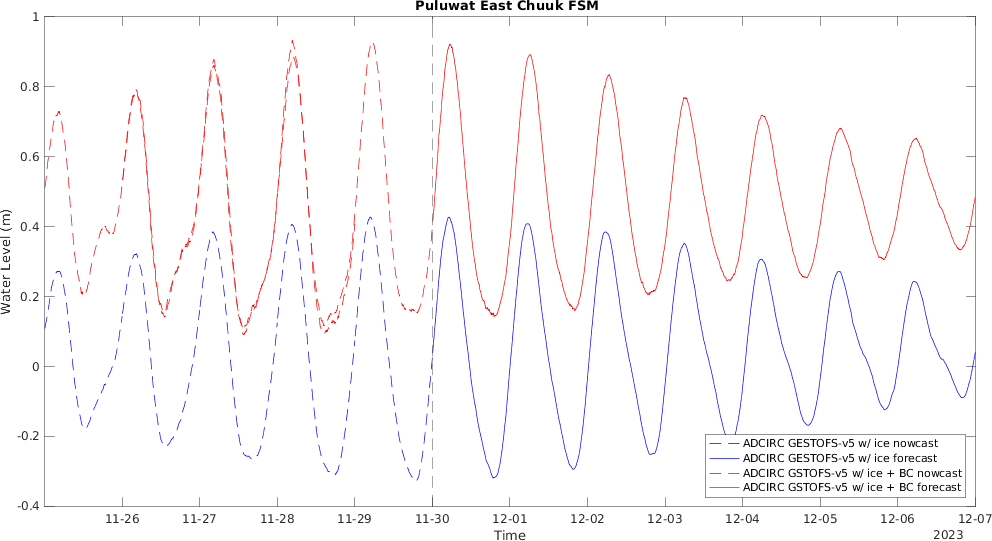 Puluwat East Chuuk FSM
Water Level (m)
1
0.8
0.6
0.4
0.2
0
-0.2
-0.4
ADCIRC GESTOFS-v5 w/ ice nowcast
ADCIRC GESTOFS-v5 w/ ice forecast
ADCIRC GSTOFS-v5 w/ ice + BC nowcast
ADCIRC GSTOFS-v5 w/ ice + BC forecast
11-26 11-27 11-28 11-29 11-30 12-01 12-02 12-03 12-04 12-05 12-06 12-07
Time
2023